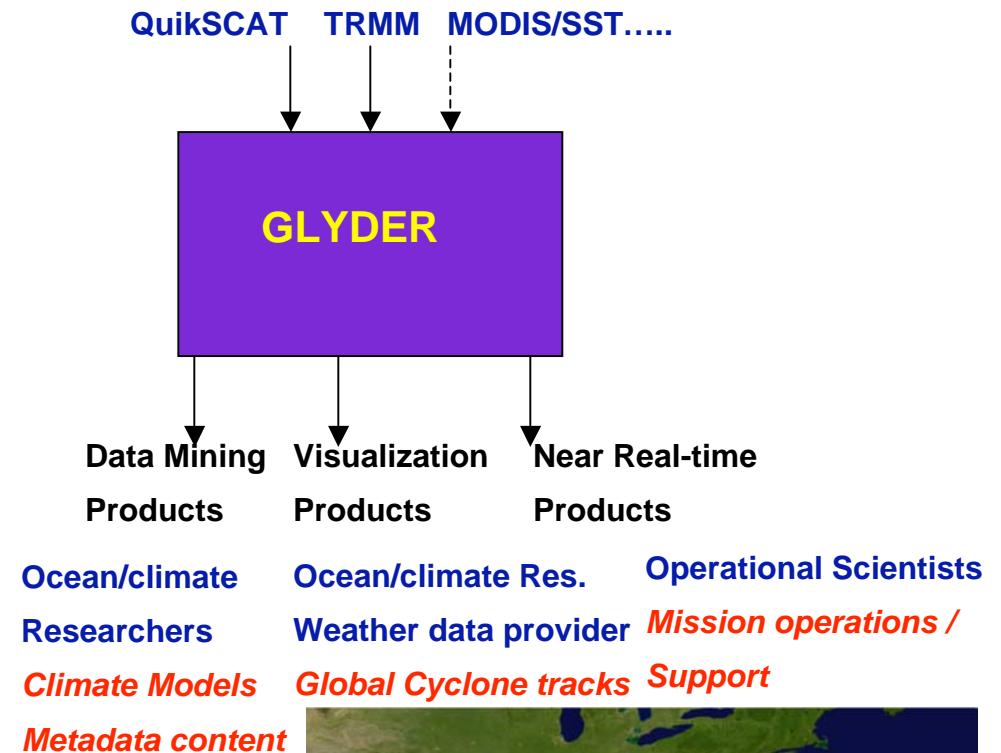 QuikSCAT TRMM MODIS/SST…..
GLYDER
Data Mining
Products
Visualization
Products
Near Real-time
Products
Ocean/climate
Researchers
Climate Models
Metadata content
Ocean/climate Res.
Weather data provider
Global Cyclone tracks
Operational Scientists
Mission operations /
Support